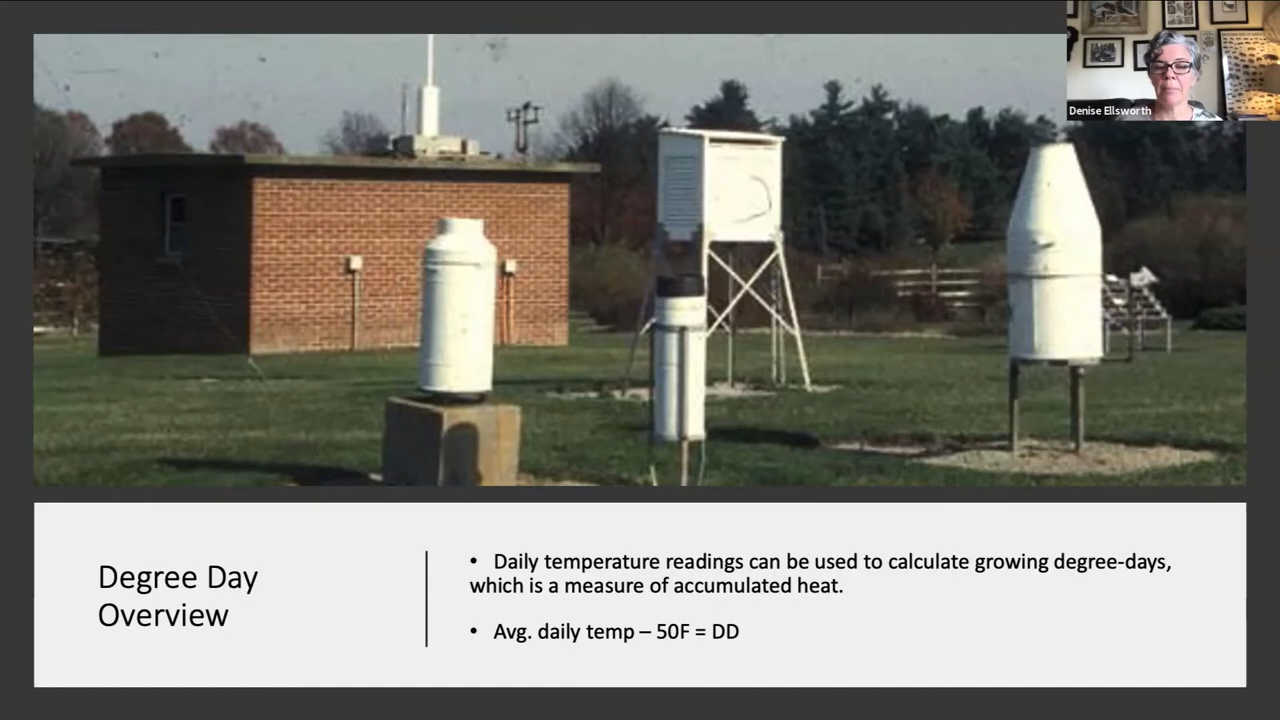 Denise Ellsworth
Degree Day
Overview
• Daily temperature readings can be used to calculate growing degree-days,
which is a measure of accumulated heat.
• Avg. daily temp – 50F = DD